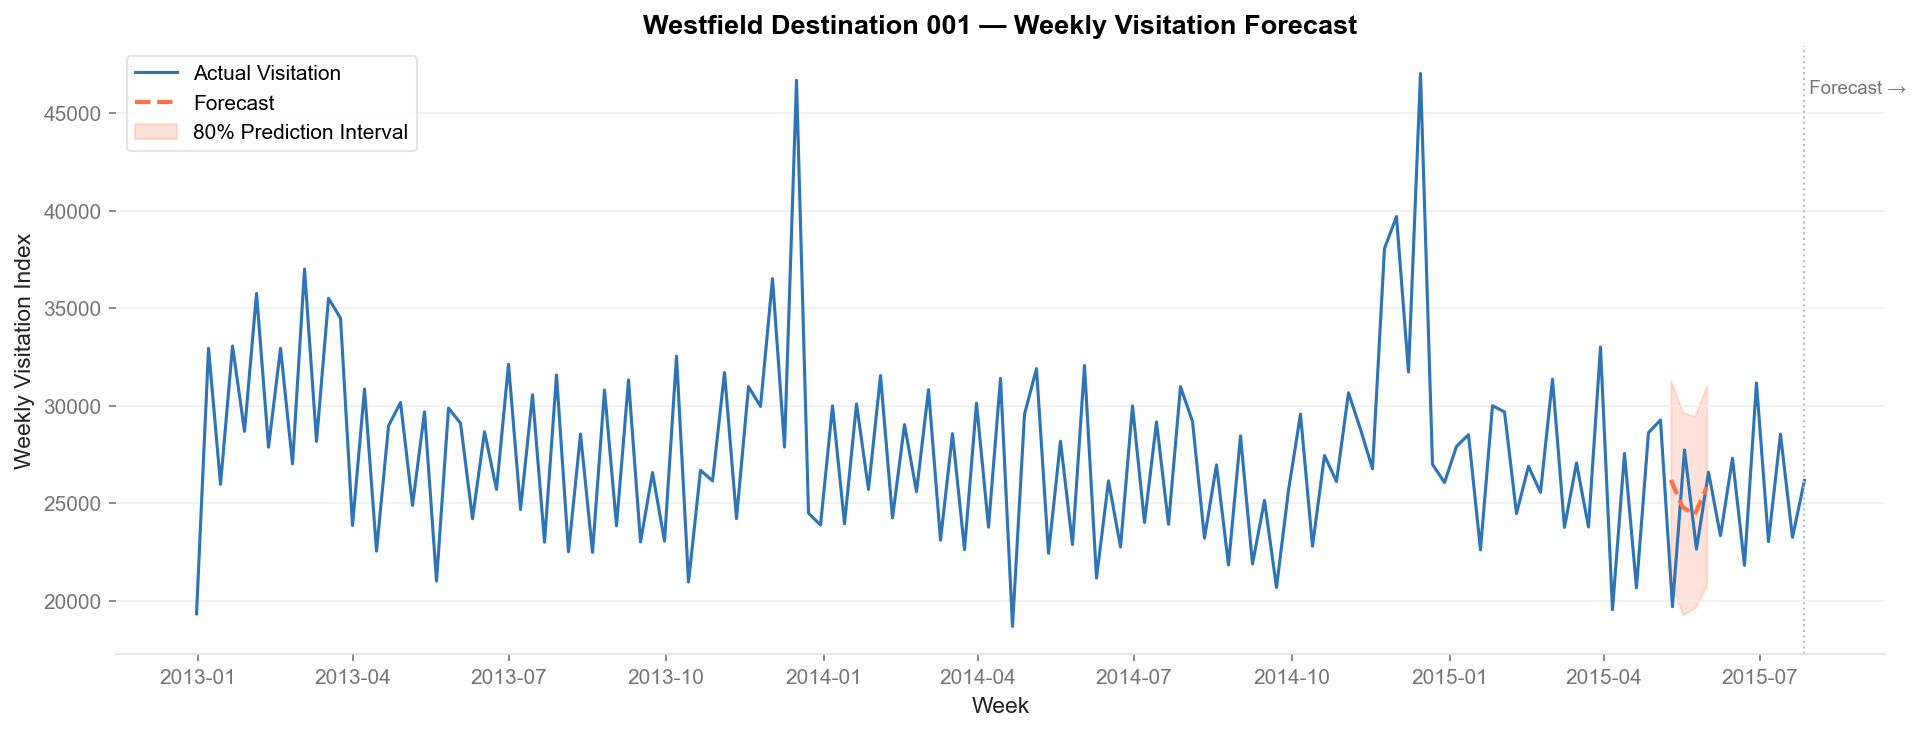 Westfield Destination 001 — Weekly Visitation Forecast
Actual Visitation
Forecast
80% Prediction Interval
Forecast →
45000
40000
35000
30000
25000
20000
Weekly Visitation Index
2013-01
2013-04
2013-07
2013-10
2014-01
2014-04
2014-07
2014-10
2015-01
2015-04
2015-07
Week